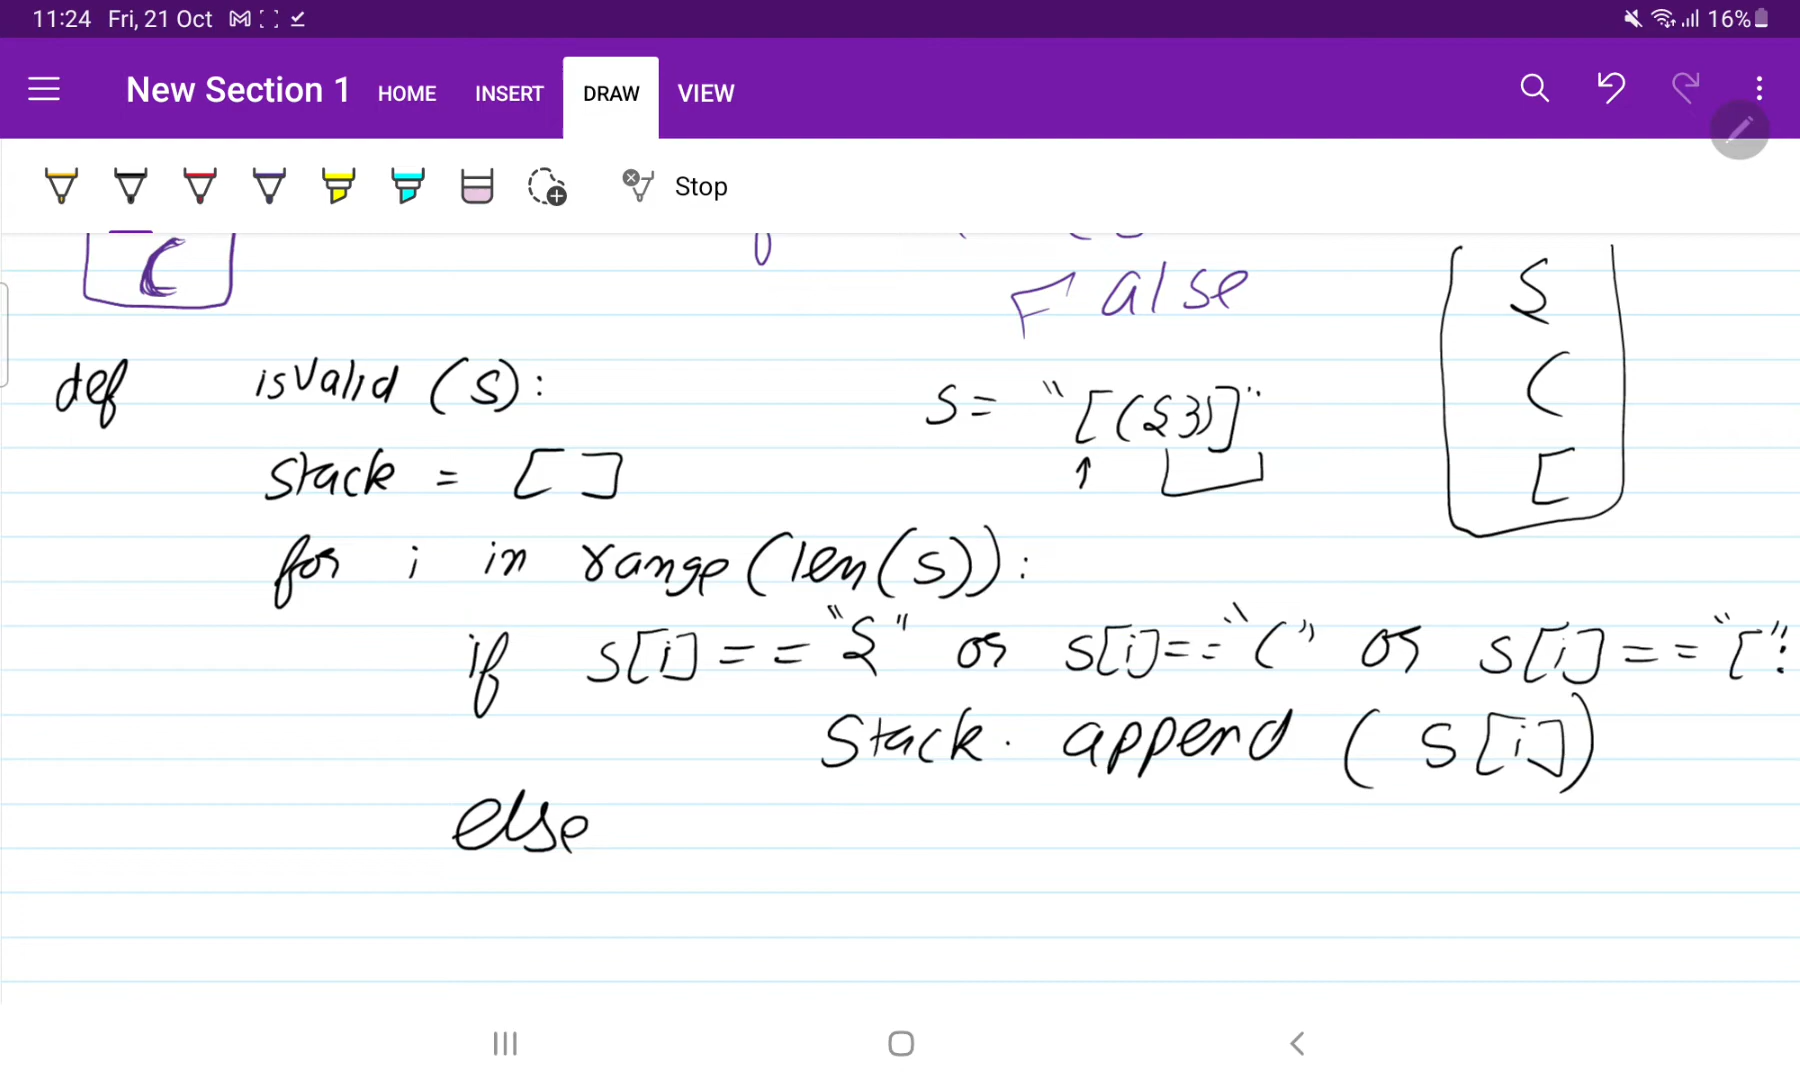 11:24 Fri, 21 Oct
16%
New Section 1 HOME INSERT DRAW VIEW
Stop
(
False
{
(
[
def isValid (s):
s = "[({})]"
stack = [ ]
for i in range(len(s)):
if s[i] == "{" or s[i]=="(" or s[i] == "[":
Stack. append ( s[i])
else